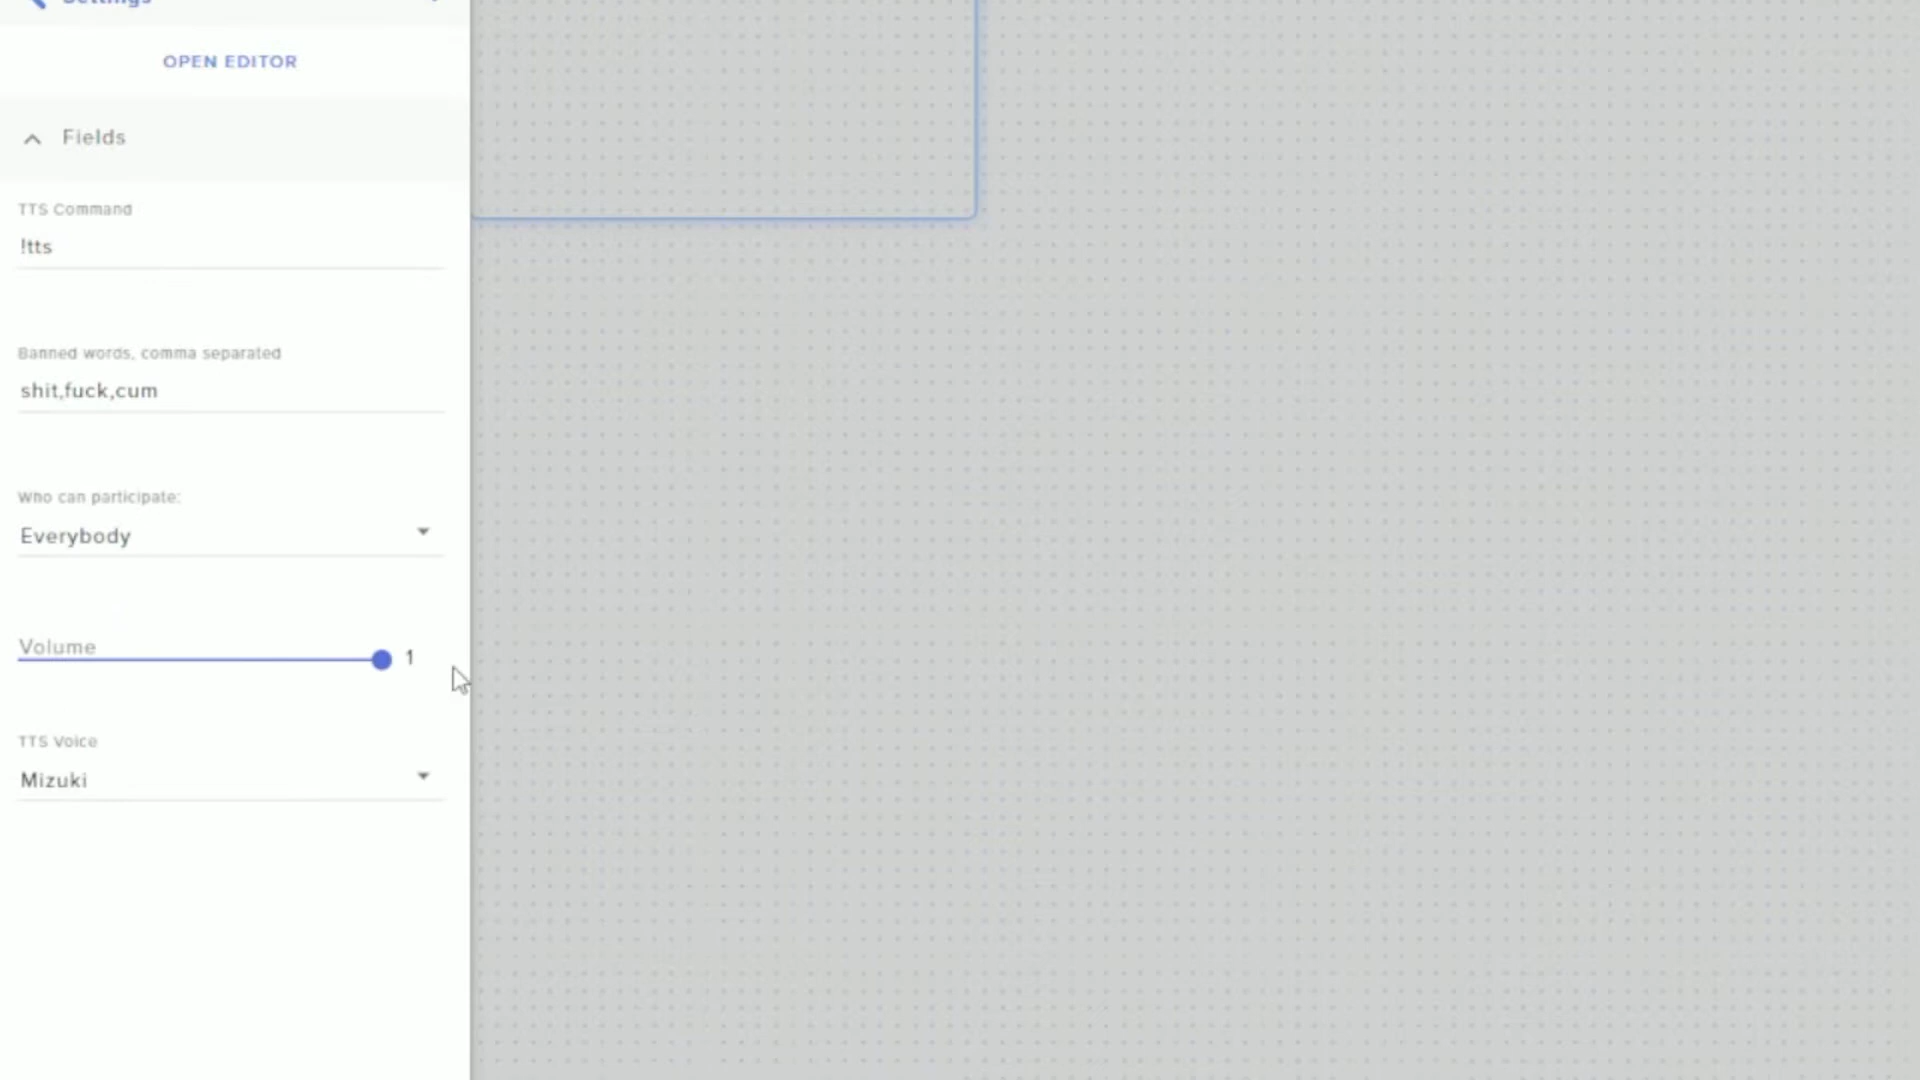 Settings
OPEN EDITOR
Fields
TTS Command
!tts
Banned words, comma separated
shit,fuck,cum
Who can participate:
Everybody
Volume
1
TTS Voice
Mizuki